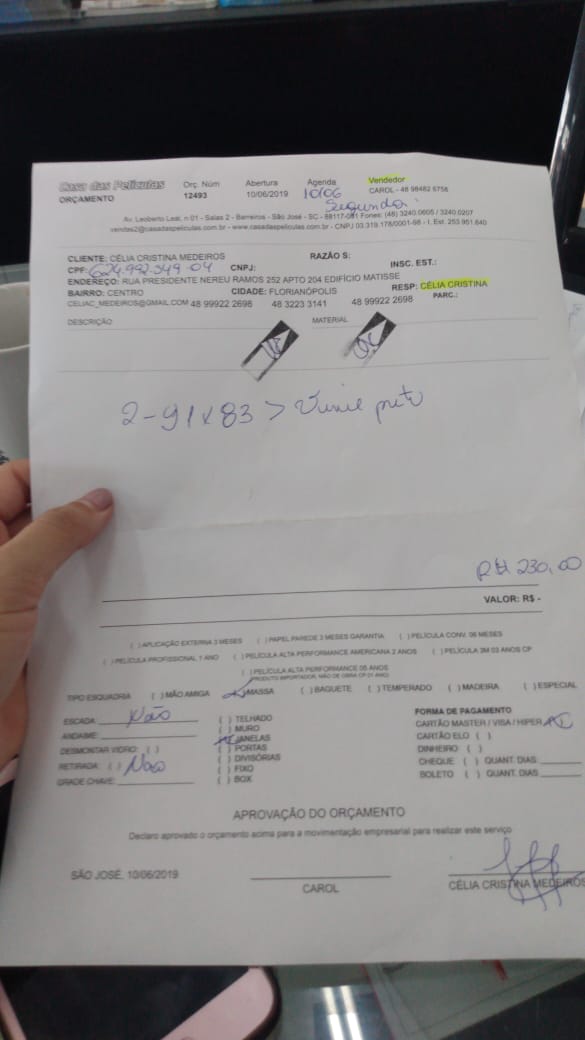 Casa das Películas Orç. Núm Abertura Agenda Vendedor
ORÇAMENTO 12493 10/06/2019 10/06 CAROL - 48 98482 5756
Segunda
Av. Leoberto Leal, n 01 - Salas 2 - Barreiros - São José - SC - 88117-001 Fones: (48) 3240.0605 / 3240.0207
vendas2@casadaspeliculas.com.br - www.casadaspeliculas.com.br - CNPJ 03.319.178/0001-98 - I. Est. 253.951.640
CLIENTE: CÉLIA CRISTINA MEDEIROS RAZÃO S:
CPF: 624.992.549-04 CNPJ: INSC. EST.:
ENDEREÇO: RUA PRESIDENTE NEREU RAMOS 252 APTO 204 EDIFÍCIO MATISSE
BAIRRO: CENTRO CIDADE: FLORIANÓPOLIS RESP: CÉLIA CRISTINA
CELIAC_MEDEIROS@GMAIL.COM 48 99922 2698 48 3223 3141 48 99922 2698 PARC.:
DESCRIÇÃO MATERIAL
2 - 91 x 83 > Vinil preto
R$ 230,00
VALOR: R$ -
( ) APLICAÇÃO EXTERNA 3 MESES ( ) PAPEL PAREDE 3 MESES GARANTIA ( ) PELÍCULA CONV. 06 MESES
( ) PELÍCULA PROFISSIONAL 1 ANO ( ) PELÍCULA ALTA PERFORMANCE AMERICANA 2 ANOS ( ) PELÍCULA 3M 03 ANOS CP
( ) PELÍCULA ALTA PERFORMANCE 05 ANOS
(PRODUTO IMPORTADOR, NÃO DE OBRA CP 01 ANO)
TIPO ESQUADRIA ( ) MÃO AMIGA MASSA ( ) BAGUETE ( ) TEMPERADO ( ) MADEIRA ( ) ESPECIAL
ESCADA: Não ( ) TELHADO FORMA DE PAGAMENTO
ANDAIME: ( ) MURO CARTÃO MASTER / VISA / HIPER
JANELAS CARTÃO ELO ( )
DESMONTAR VIDRO: ( ) ( ) PORTAS DINHEIRO ( )
RETIRADA: ( ) Não ( ) DIVISÓRIAS CHEQUE ( ) QUANT. DIAS
GRADE CHAVE: ( ) FIXO BOLETO ( ) QUANT. DIAS
( ) BOX
APROVAÇÃO DO ORÇAMENTO
Declaro aprovado o orçamento acima para a movimentação empresarial para realizar este serviço
SÃO JOSÉ, 10/06/2019
CAROL CÉLIA CRISTINA MEDEIROS